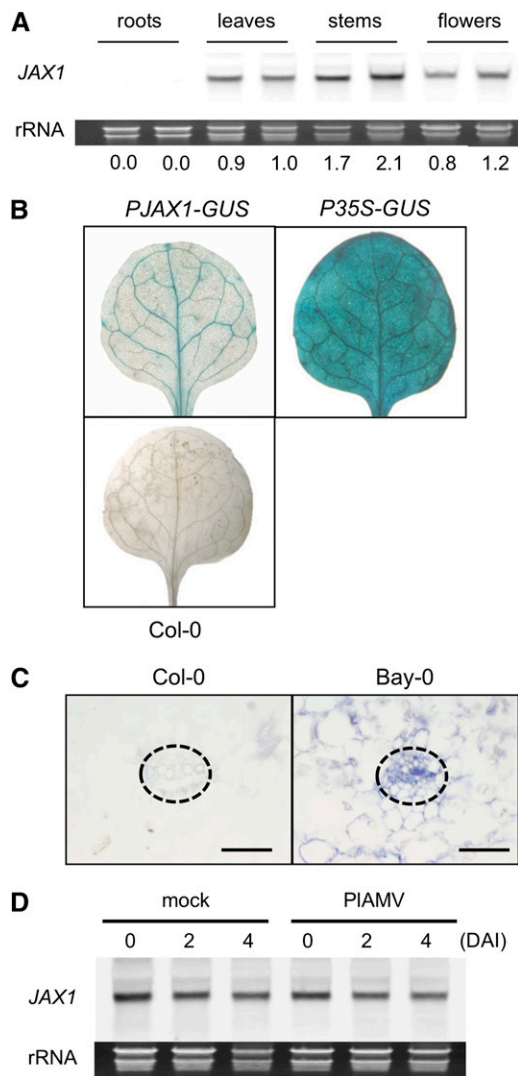 A
roots leaves stems flowers
JAX1
rRNA
0.0 0.0 0.9 1.0 1.7 2.1 0.8 1.2
B
PJAX1-GUS P35S-GUS
Col-0
C
Col-0 Bay-0
D
mock PlAMV
0 2 4 0 2 4 (DAI)
JAX1
rRNA